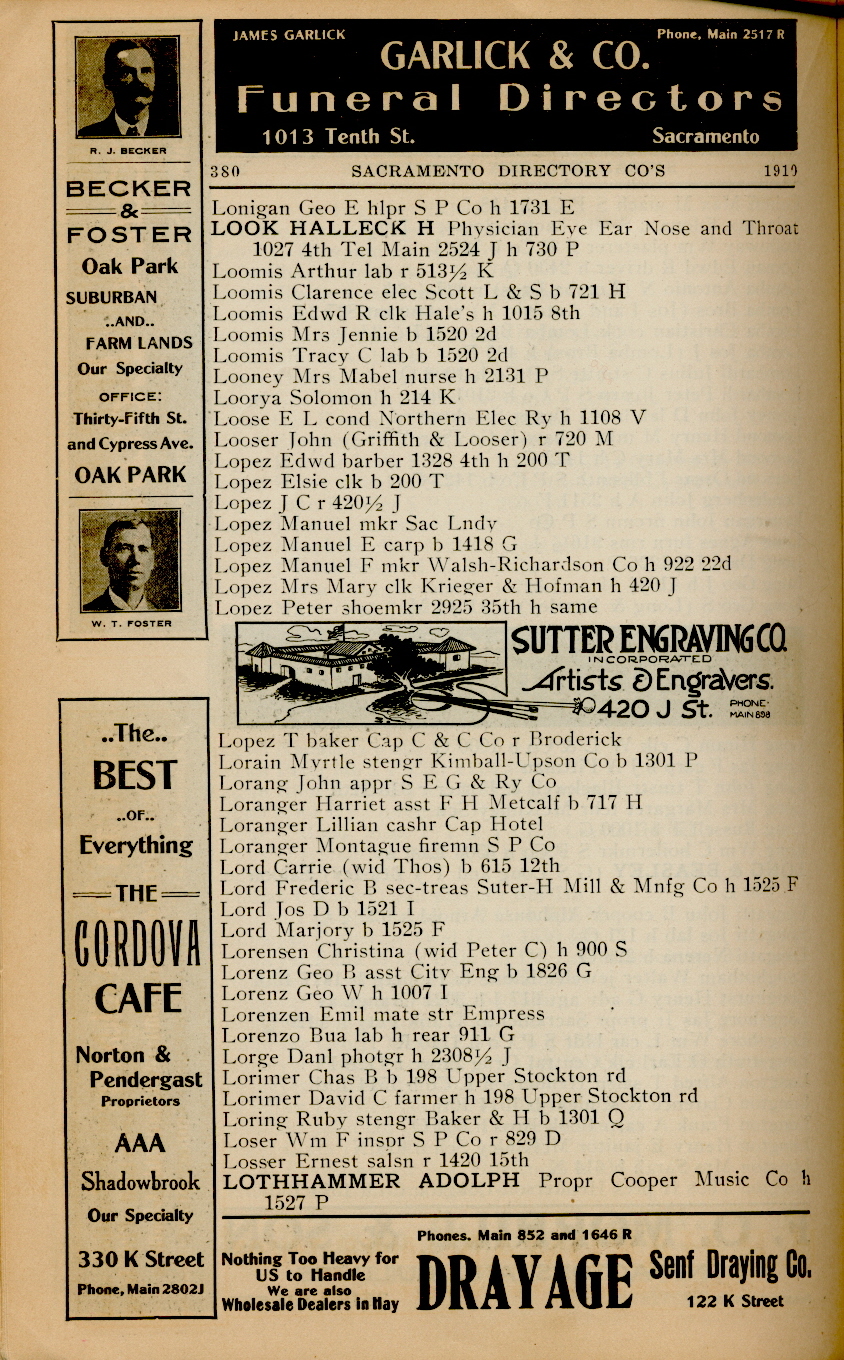 JAMES GARLICK
Phone, Main 2517 R
GARLICK & CO.
Funeral Directors
1013 Tenth St.
Sacramento
R. J. BECKER
BECKER
&
FOSTER
Oak Park
SUBURBAN
..AND..
FARM LANDS
Our Specialty
OFFICE:
Thirty-Fifth St.
and Cypress Ave.
OAK PARK
W. T. FOSTER
380 SACRAMENTO DIRECTORY CO'S 1910
Lonigan Geo E hlpr S P Co h 1731 E
LOOK HALLECK H Physician Eye Ear Nose and Throat
1027 4th Tel Main 2524 J h 730 P
Loomis Arthur lab r 513½ K
Loomis Clarence elec Scott L & S b 721 H
Loomis Edwd R clk Hale's h 1015 8th
Loomis Mrs Jennie b 1520 2d
Loomis Tracy C lab b 1520 2d
Looney Mrs Mabel nurse h 2131 P
Loorya Solomon h 214 K
Loose E L cond Northern Elec Ry h 1108 V
Looser John (Griffith & Looser) r 720 M
Lopez Edwd barber 1328 4th h 200 T
Lopez Elsie clk b 200 T
Lopez J C r 420½ J
Lopez Manuel mkr Sac Lndy
Lopez Manuel E carp b 1418 G
Lopez Manuel F mkr Walsh-Richardson Co h 922 22d
Lopez Mrs Mary clk Krieger & Hofman h 420 J
Lopez Peter shoemkr 2925 35th h same
SUTTER ENGRAVING CO.
INCORPORATED
Artists & Engravers.
420 J St. PHONE·
MAIN 898
Lopez T baker Cap C & C Co r Broderick
Lorain Myrtle stengr Kimball-Upson Co b 1301 P
Lorang John appr S E G & Ry Co
Loranger Harriet asst F H Metcalf b 717 H
Loranger Lillian cashr Cap Hotel
Loranger Montague firemn S P Co
Lord Carrie (wid Thos) b 615 12th
Lord Frederic B sec-treas Suter-H Mill & Mnfg Co h 1525 F
Lord Jos D b 1521 I
Lord Marjory b 1525 F
Lorensen Christina (wid Peter C) h 900 S
Lorenz Geo B asst City Eng b 1826 G
Lorenz Geo W h 1007 I
Lorenzen Emil mate str Empress
Lorenzo Bua lab h rear 911 G
Lorge Danl photgr h 2308½ J
Lorimer Chas B b 198 Upper Stockton rd
Lorimer David C farmer h 198 Upper Stockton rd
Loring Ruby stengr Baker & H b 1301 Q
Loser Wm F inspr S P Co r 829 D
Losser Ernest salsn r 1420 15th
LOTHHAMMER ADOLPH Propr Cooper Music Co h
1527 P
..The..
BEST
..OF..
Everything
THE
CORDOVA
CAFE
Norton &
Pendergast
Proprietors
AAA
Shadowbrook
Our Specialty
330 K Street
Phone, Main 2802J
Nothing Too Heavy for
US to Handle
We are also
Wholesale Dealers in Hay
Phones. Main 852 and 1646 R
DRAYAGE
Senf Draying Co.
122 K Street